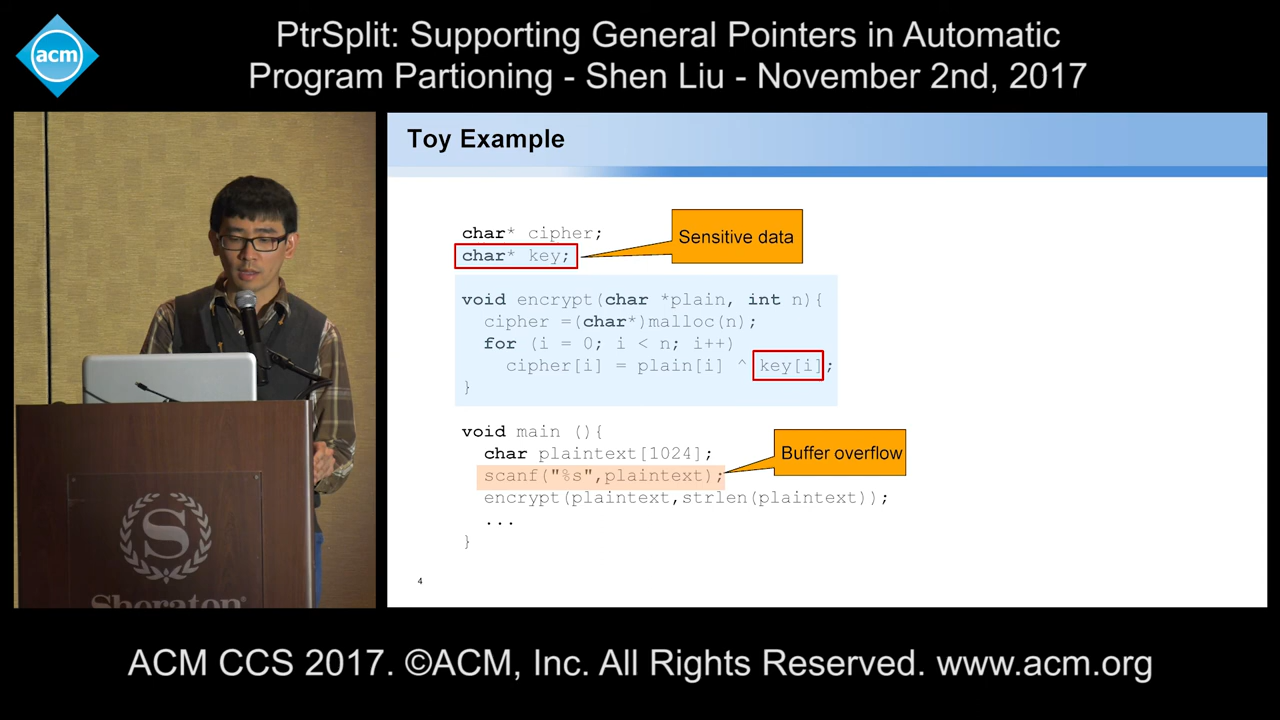 acm
PtrSplit: Supporting General Pointers in Automatic
Program Partioning - Shen Liu - November 2nd, 2017
Toy Example
char* cipher;
char* key;
Sensitive data
void encrypt(char *plain, int n){
cipher =(char*)malloc(n);
for (i = 0; i < n; i++)
cipher[i] = plain[i] ^ key[i];
}
void main (){
char plaintext[1024];
scanf("%s",plaintext);
Buffer overflow
encrypt(plaintext,strlen(plaintext));
...
}
4
S
Sheraton
ACM CCS 2017. ©ACM, Inc. All Rights Reserved. www.acm.org